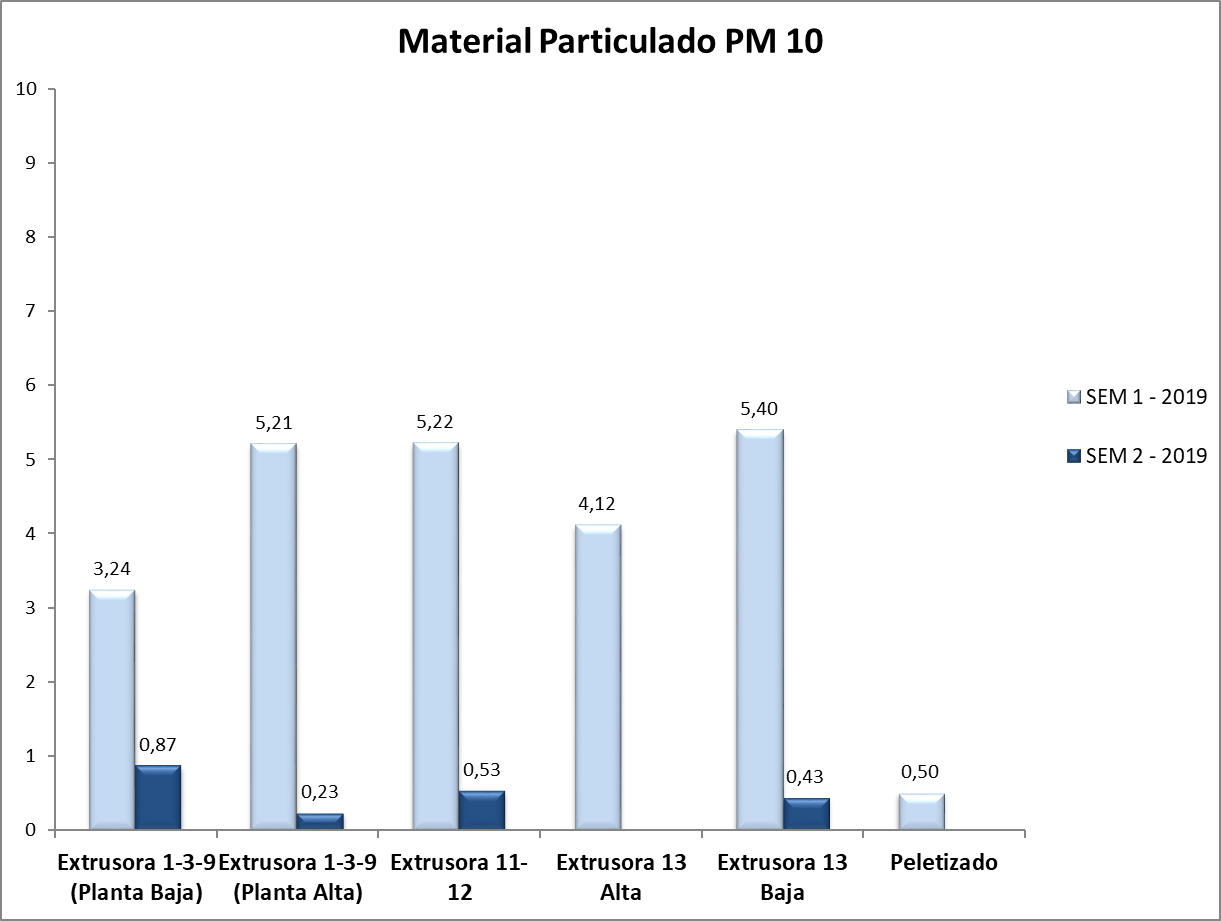 Material Particulado PM 10
10
9
8
7
6
5
4
3
2
1
0
3,24
0,87
5,21
0,23
5,22
0,53
4,12
5,40
0,43
0,50
Extrusora 1-3-9
(Planta Baja)
Extrusora 1-3-9
(Planta Alta)
Extrusora 11-
12
Extrusora 13
Alta
Extrusora 13
Baja
Peletizado
SEM 1 - 2019
SEM 2 - 2019